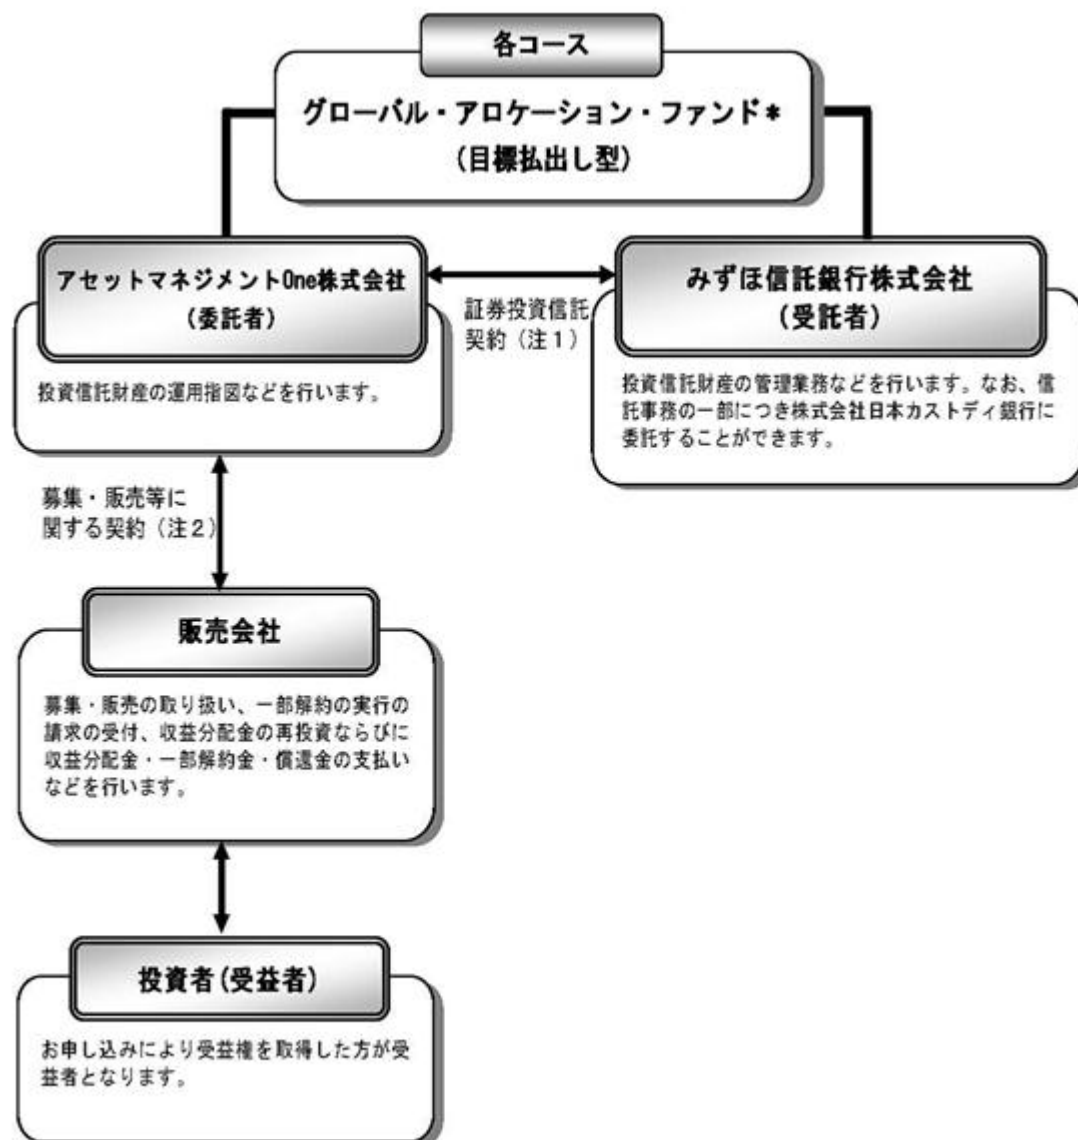 各コース
グローバル・アロケーション・ファンド*
(目標払出し型)
アセットマネジメントOne株式会社
(委託者)
投資信託財産の運用指図などを行います。
証券投資信託
契約(注1)
みずほ信託銀行株式会社
(受託者)
投資信託財産の管理業務などを行います。なお、信
託事務の一部につき株式会社日本カストディ銀行に
委託することができます。
募集・販売等に
関する契約(注2)
販売会社
募集・販売の取り扱い、一部解約の実行の
請求の受付、収益分配金の再投資ならびに
収益分配金・一部解約金・償還金の支払い
などを行います。
投資者(受益者)
お申し込みにより受益権を取得した方が受
益者となります。